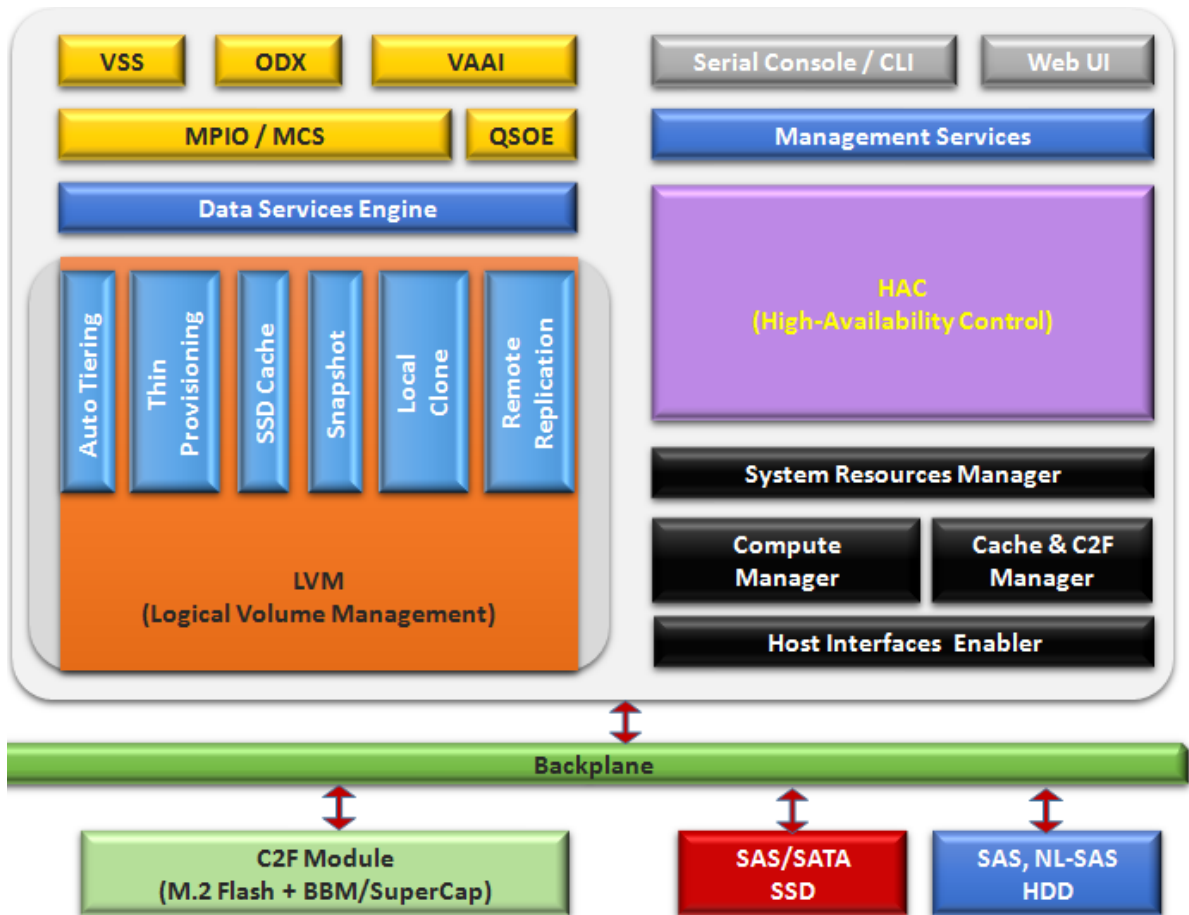 VSS
ODX
VAAI
MPIO / MCS
QSOE
Data Services Engine
Auto Tiering
Thin
Provisioning
SSD Cache
Snapshot
Local
Clone
Remote
Replication
LVM
(Logical Volume Management)
Serial Console / CLI
Web UI
Management Services
HAC
(High-Availability Control)
System Resources Manager
Compute
Manager
Cache & C2F
Manager
Host Interfaces Enabler
Backplane
C2F Module
(M.2 Flash + BBM/SuperCap)
SAS/SATA
SSD
SAS, NL-SAS
HDD